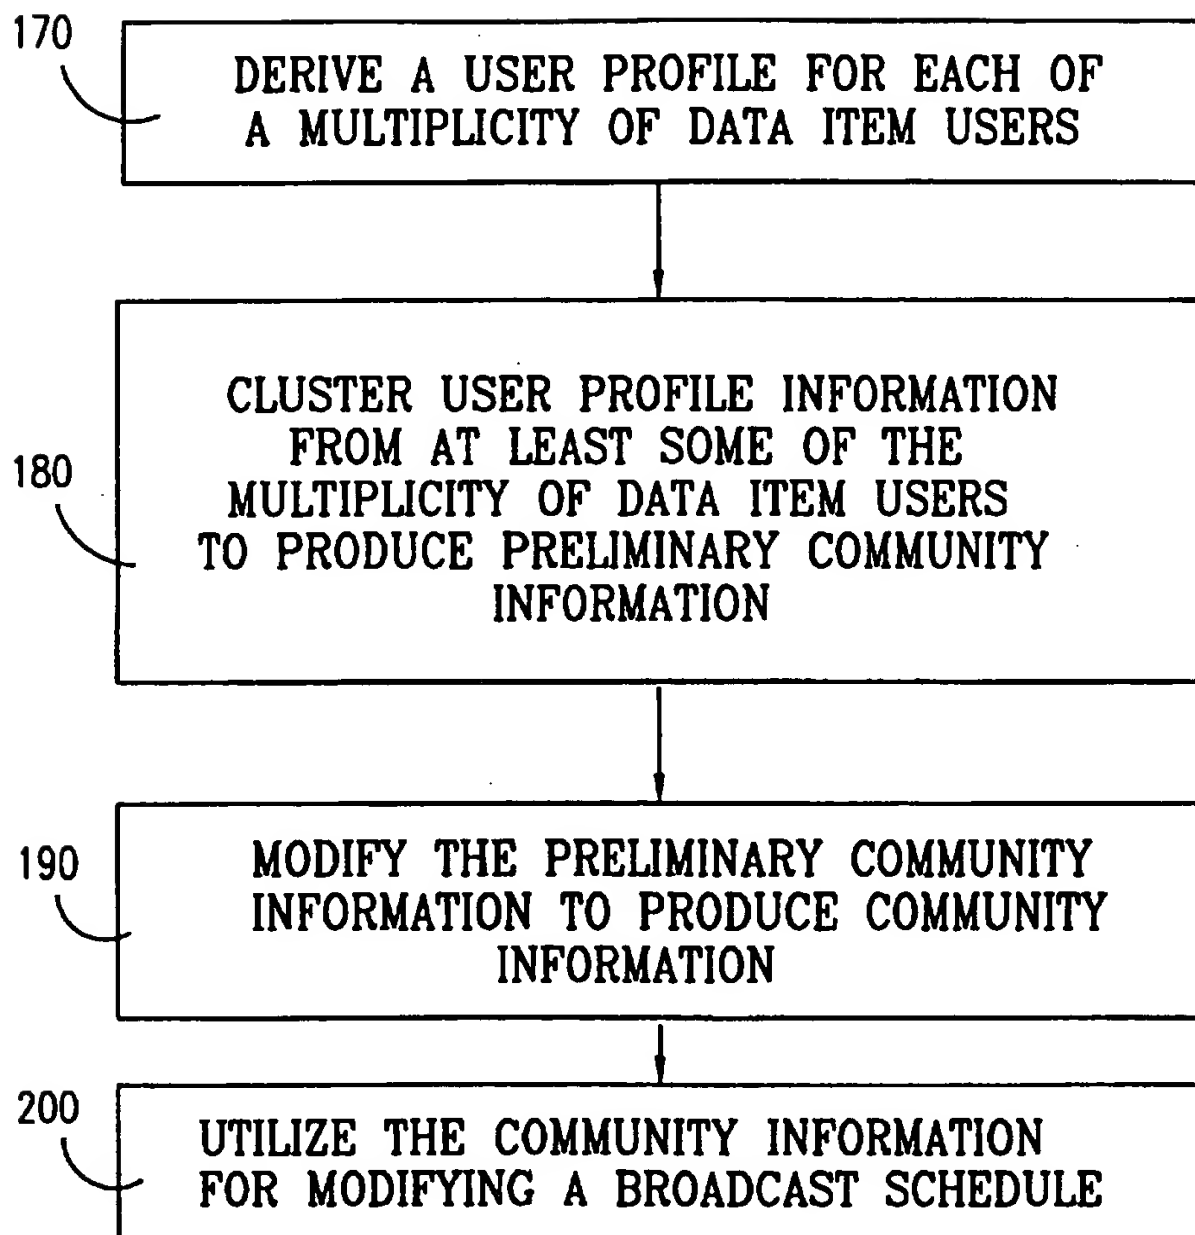 170
DERIVE A USER PROFILE FOR EACH OF
A MULTIPLICITY OF DATA ITEM USERS
180
CLUSTER USER PROFILE INFORMATION
FROM AT LEAST SOME OF THE
MULTIPLICITY OF DATA ITEM USERS
TO PRODUCE PRELIMINARY COMMUNITY
INFORMATION
190
MODIFY THE PRELIMINARY COMMUNITY
INFORMATION TO PRODUCE COMMUNITY
INFORMATION
200
UTILIZE THE COMMUNITY INFORMATION
FOR MODIFYING A BROADCAST SCHEDULE